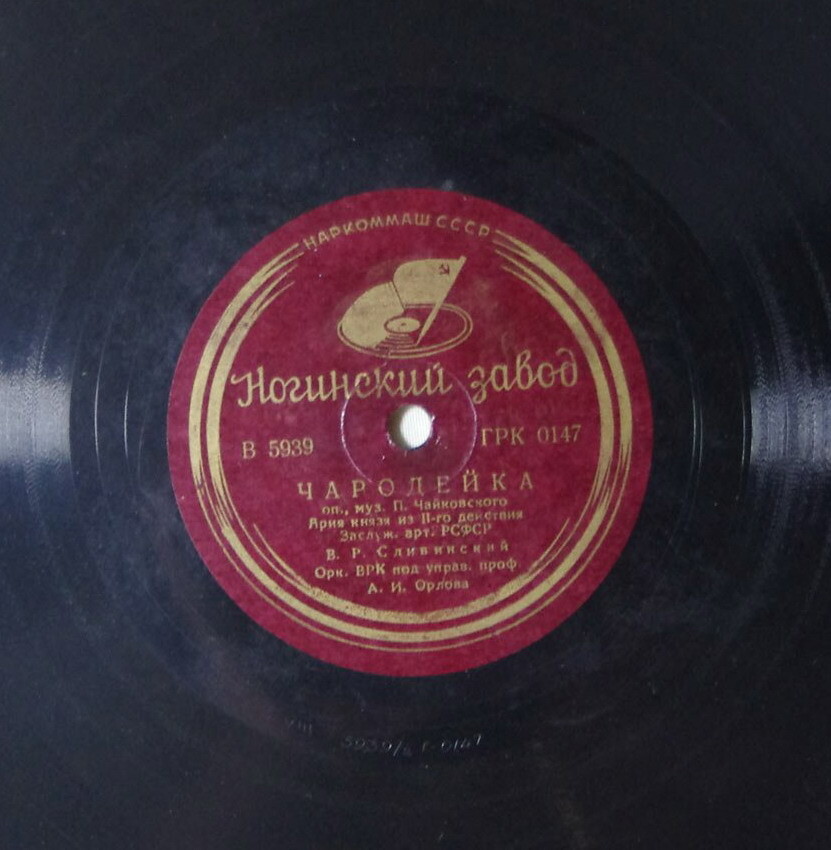 НАРКОММАШ СССР
Ногинский завод
В 5939 ГРК 0147
ЧАРОДЕЙКА
оп., муз. П. Чайковского
Ария князя из II-го действия
Заслуж. арт. РСФСР
В. Р. Сливинский
Орк. ВРК под управ. проф.
А. И. Орлова